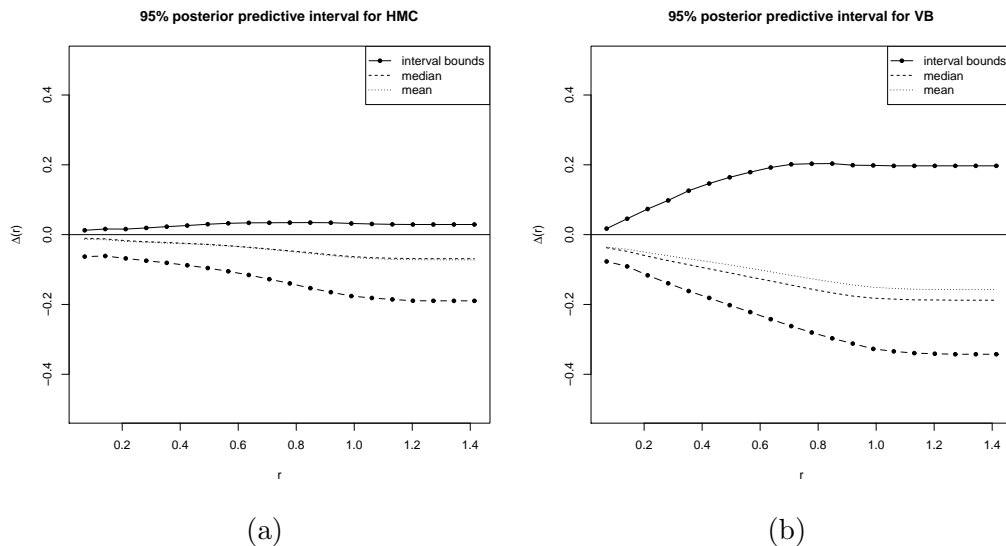 95% posterior predictive interval for HMC
interval bounds
median
mean
Δ(r)
0.4
0.2
0.0
−0.2
−0.4
0.2
0.4
0.6
0.8
1.0
1.2
1.4
r
(a)
95% posterior predictive interval for VB
interval bounds
median
mean
Δ(r)
0.4
0.2
0.0
−0.2
−0.4
0.2
0.4
0.6
0.8
1.0
1.2
1.4
r
(b)